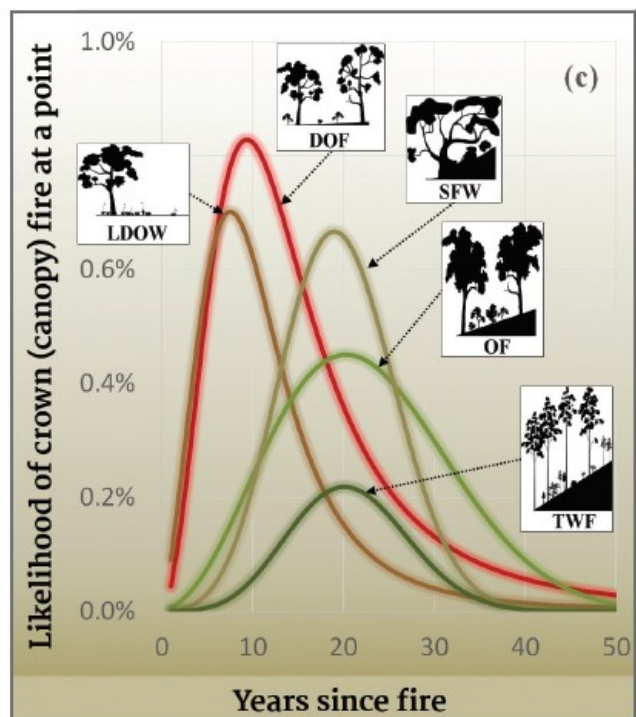 1.0%
(c)
DOF
SFW
LDOW
0.6%
OF
0.4%
0.2%
TWF
0.0%
0 10 20 30 40 50
Likelihood of crown (canopy) fire at a point
Years since fire